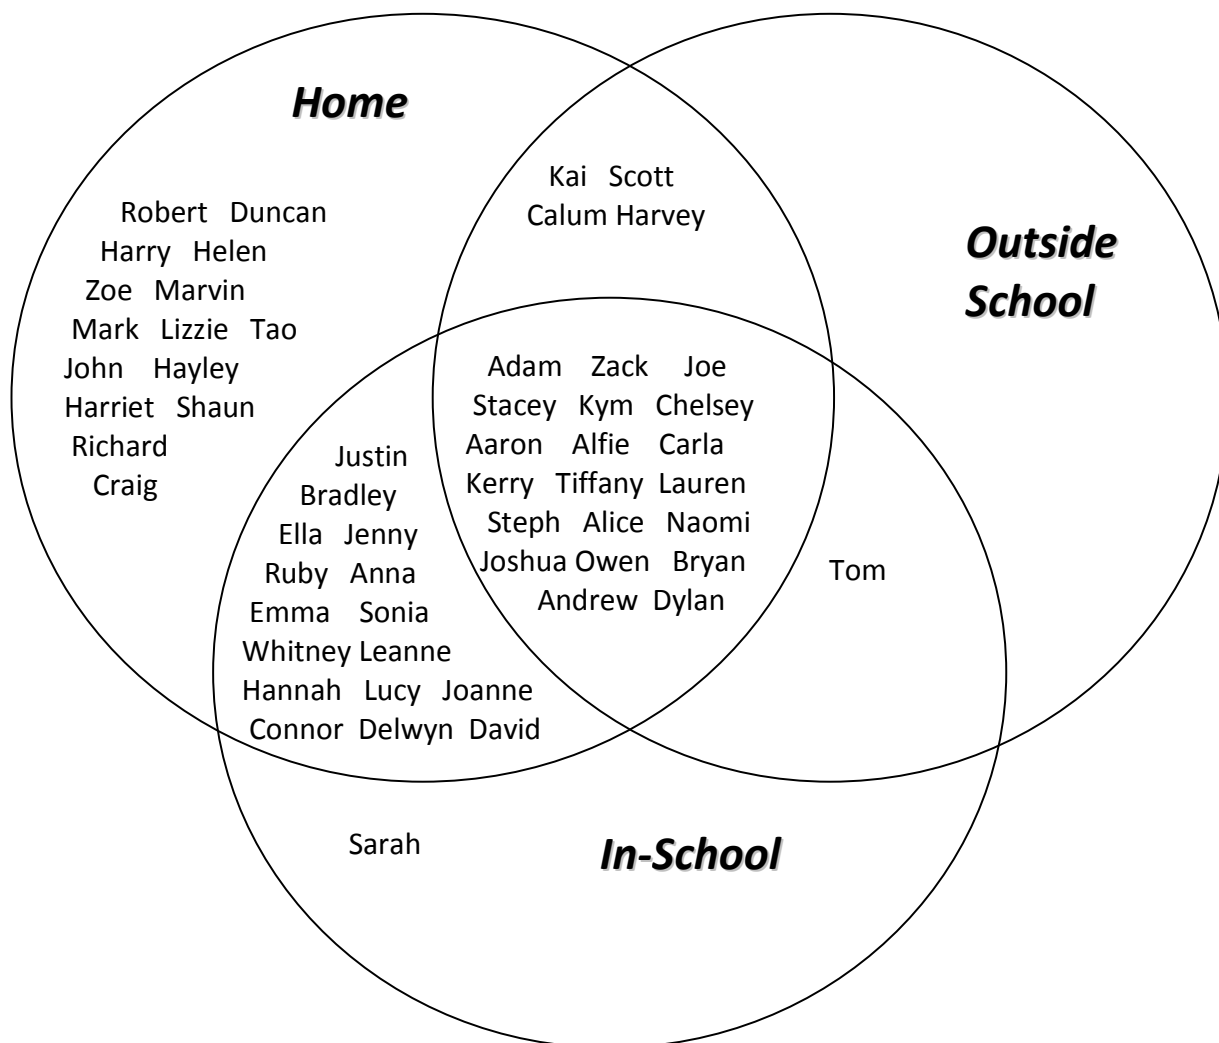 Home
Kai Scott
Calum Harvey
Robert Duncan
Harry Helen
Zoe Marvin
Mark Lizzie Tao
John Hayley
Harriet Shaun
Richard
Craig
Outside
School
Adam Zack Joe
Stacey Kym Chelsey
Aaron Alfie Carla
Kerry Tiffany Lauren
Steph Alice Naomi
Joshua Owen Bryan
Andrew Dylan
Justin
Bradley
Ella Jenny
Ruby Anna
Emma Sonia
Whitney Leanne
Hannah Lucy Joanne
Connor Delwyn David
Tom
Sarah
In-School